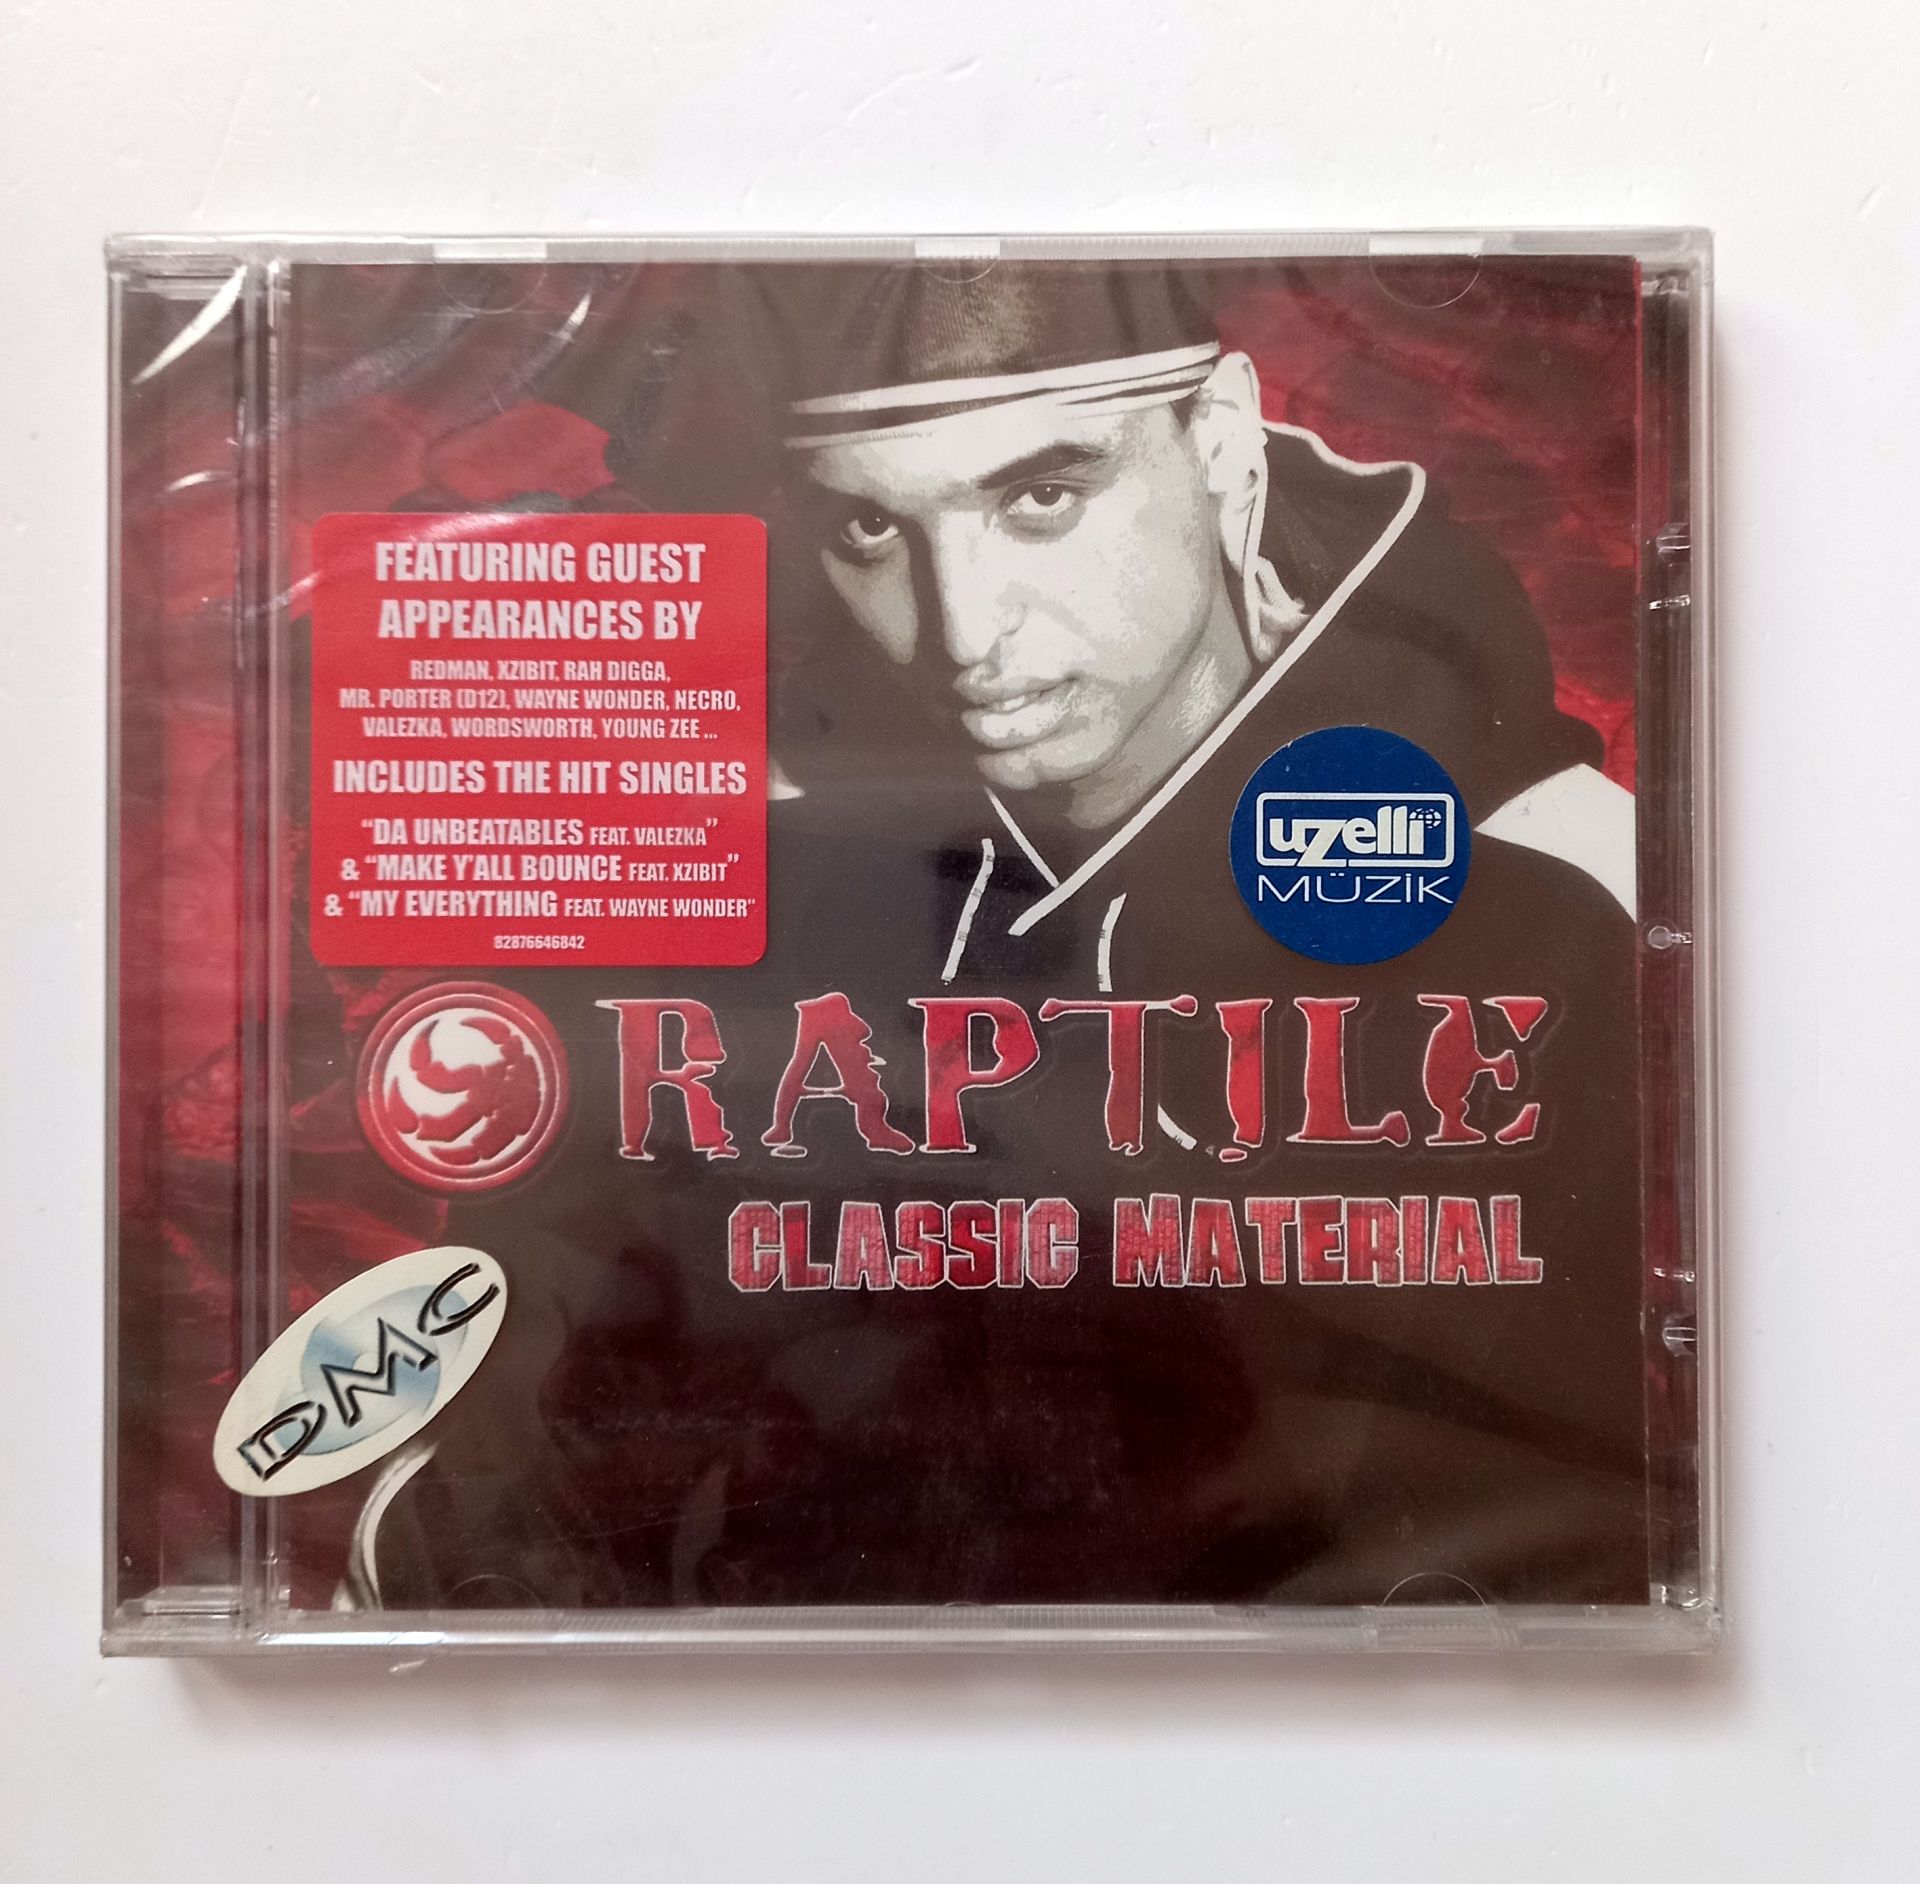 FEATURING GUEST
APPEARANCES BY
REDMAN, XZIBIT, RAH DIGGA,
MR. PORTER (D12), WAYNE WONDER, NECRO,
VALEZKA, WORDSWORTH, YOUNG ZEE ...
INCLUDES THE HIT SINGLES
"DA UNBEATABLES FEAT. VALEZKA"
& "MAKE Y'ALL BOUNCE FEAT. XZIBIT"
& "MY EVERYTHING FEAT. WAYNE WONDER"
82876646842
uzelli
MÜZİK
RAPTILE
CLASSIC MATERIAL
DMC